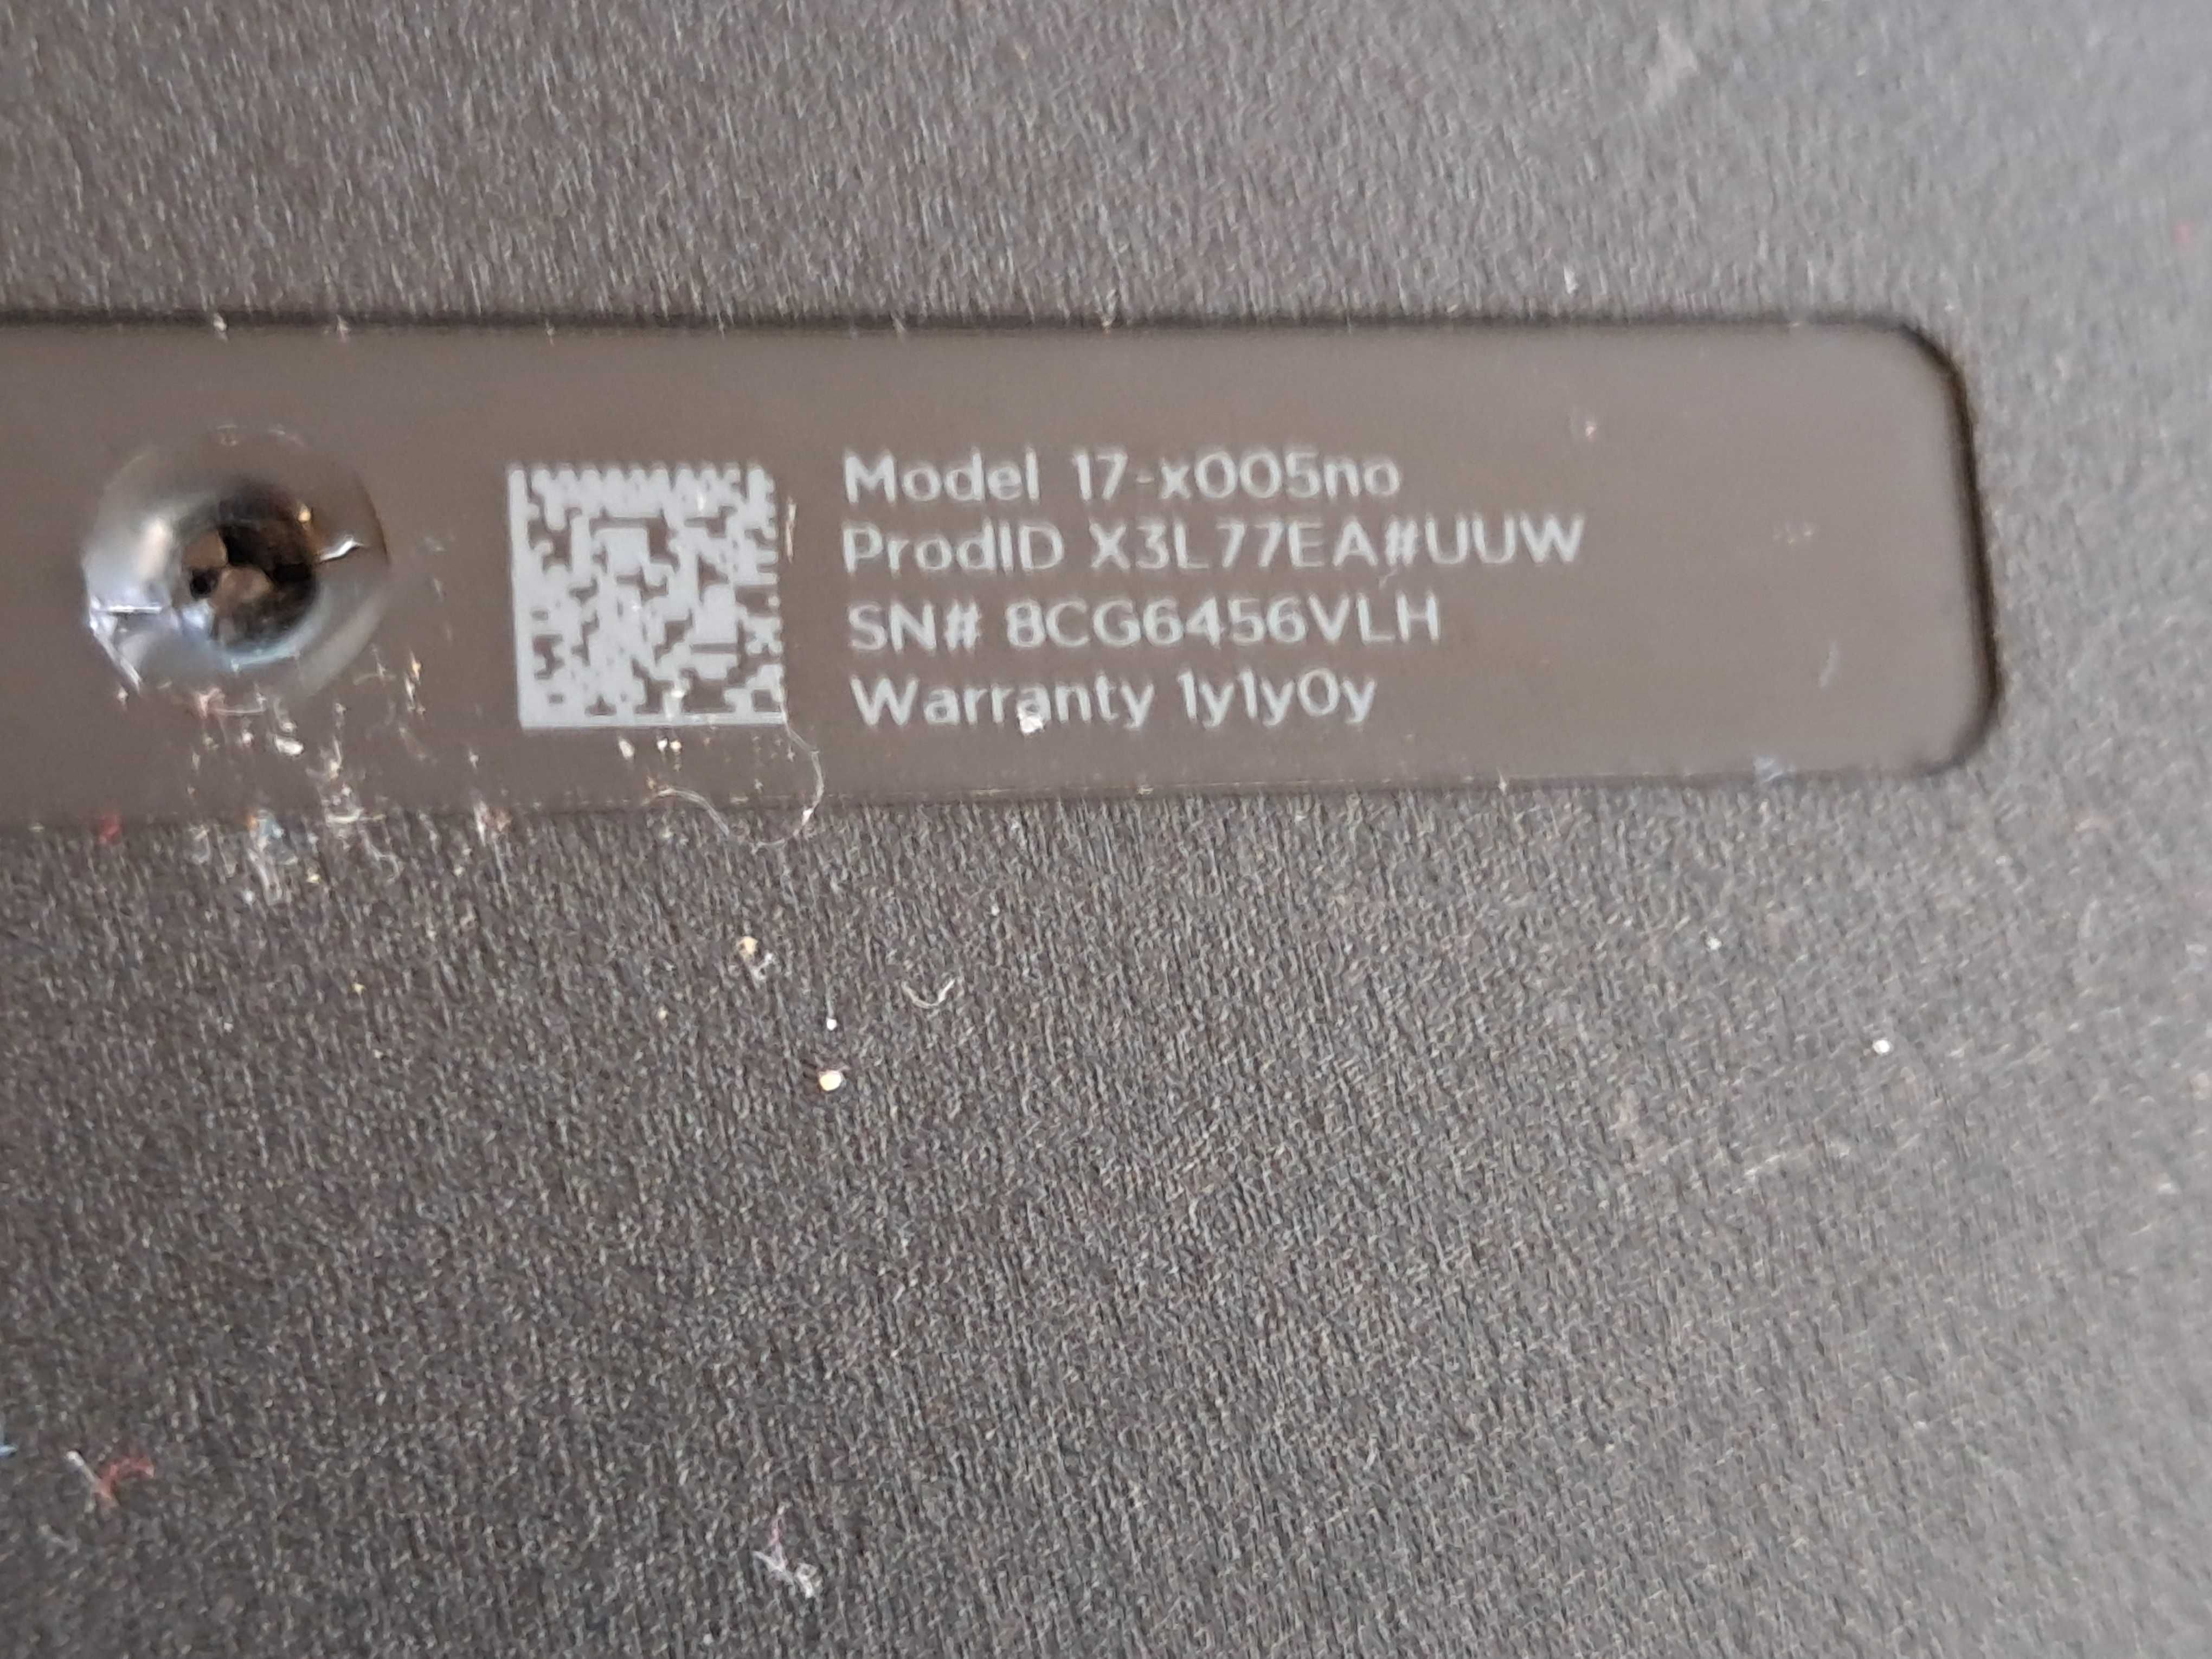 Model 17-x005no
ProdID X3L77EA#UUW
SN# 8CG6456VLH
Warranty 1y1y0y